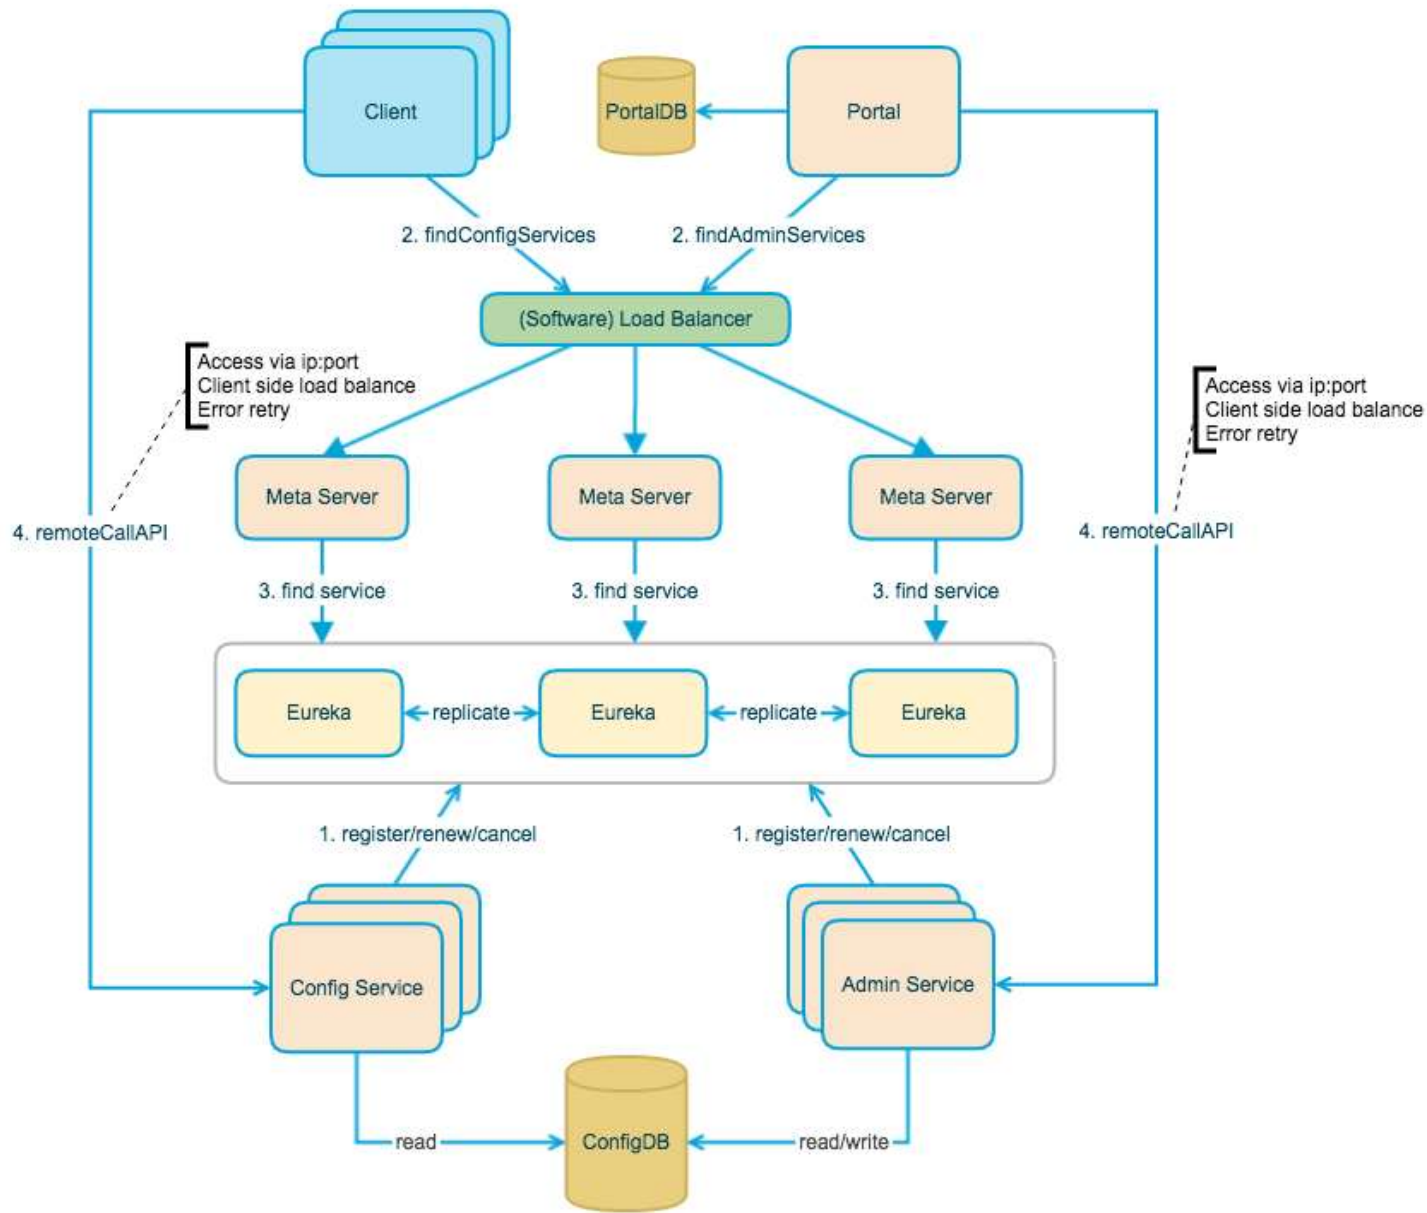 Client
PortalDB
Portal
2. findConfigServices
2. findAdminServices
(Software) Load Balancer
Access via ip:port
Client side load balance
Error retry
Access via ip:port
Client side load balance
Error retry
Meta Server
Meta Server
Meta Server
4. remoteCallAPI
4. remoteCallAPI
3. find service
3. find service
3. find service
Eureka
replicate
Eureka
replicate
Eureka
1. register/renew/cancel
1. register/renew/cancel
Config Service
Admin Service
read
ConfigDB
read/write